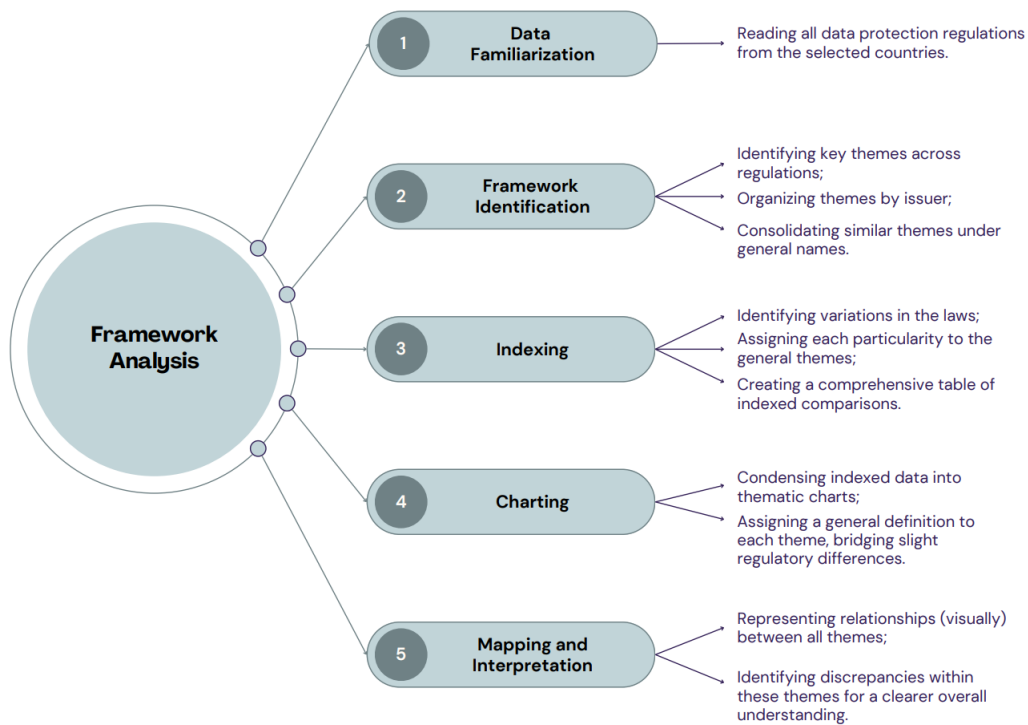 Framework
Analysis
1
Data
Familiarization
Reading all data protection regulations
from the selected countries.
2
Framework
Identification
Identifying key themes across
regulations;
Organizing themes by issuer;
Consolidating similar themes under
general names.
3
Indexing
Identifying variations in the laws;
Assigning each particularity to the
general themes;
Creating a comprehensive table of
indexed comparisons.
4
Charting
Condensing indexed data into
thematic charts;
Assigning a general definition to
each theme, bridging slight
regulatory differences.
5
Mapping and
Interpretation
Representing relationships (visually)
between all themes;
Identifying discrepancies within
these themes for a clearer overall
understanding.